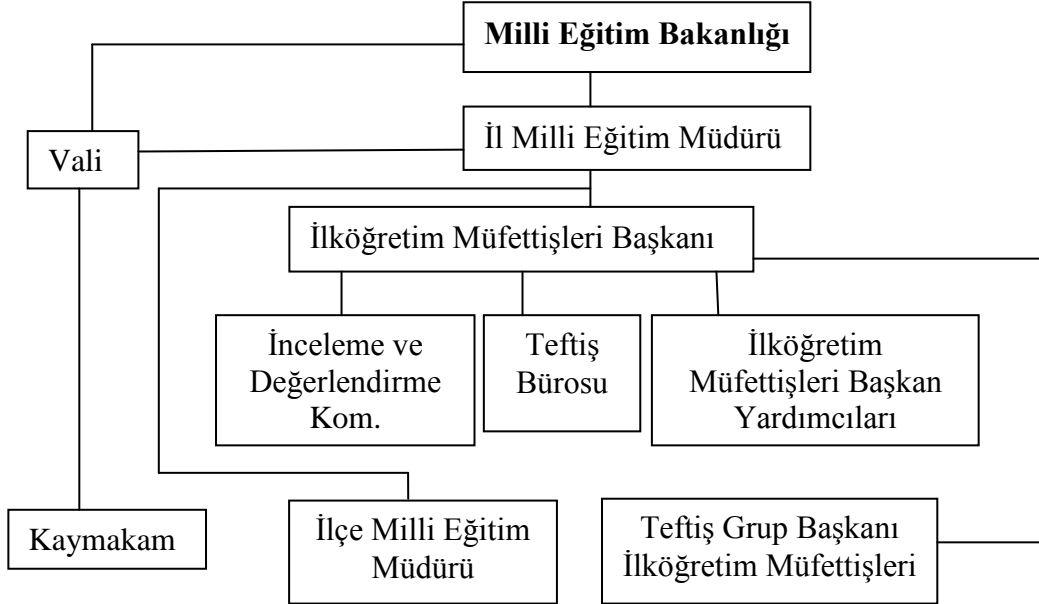 Milli Eğitim Bakanlığı
İl Milli Eğitim Müdürü
Vali
İlköğretim Müfettişleri Başkanı
İnceleme ve
Değerlendirme
Kom.
Teftiş
Bürosu
İlköğretim
Müfettişleri Başkan
Yardımcıları
Kaymakam
İlçe Milli Eğitim
Müdürü
Teftiş Grup Başkanı
İlköğretim Müfettişleri